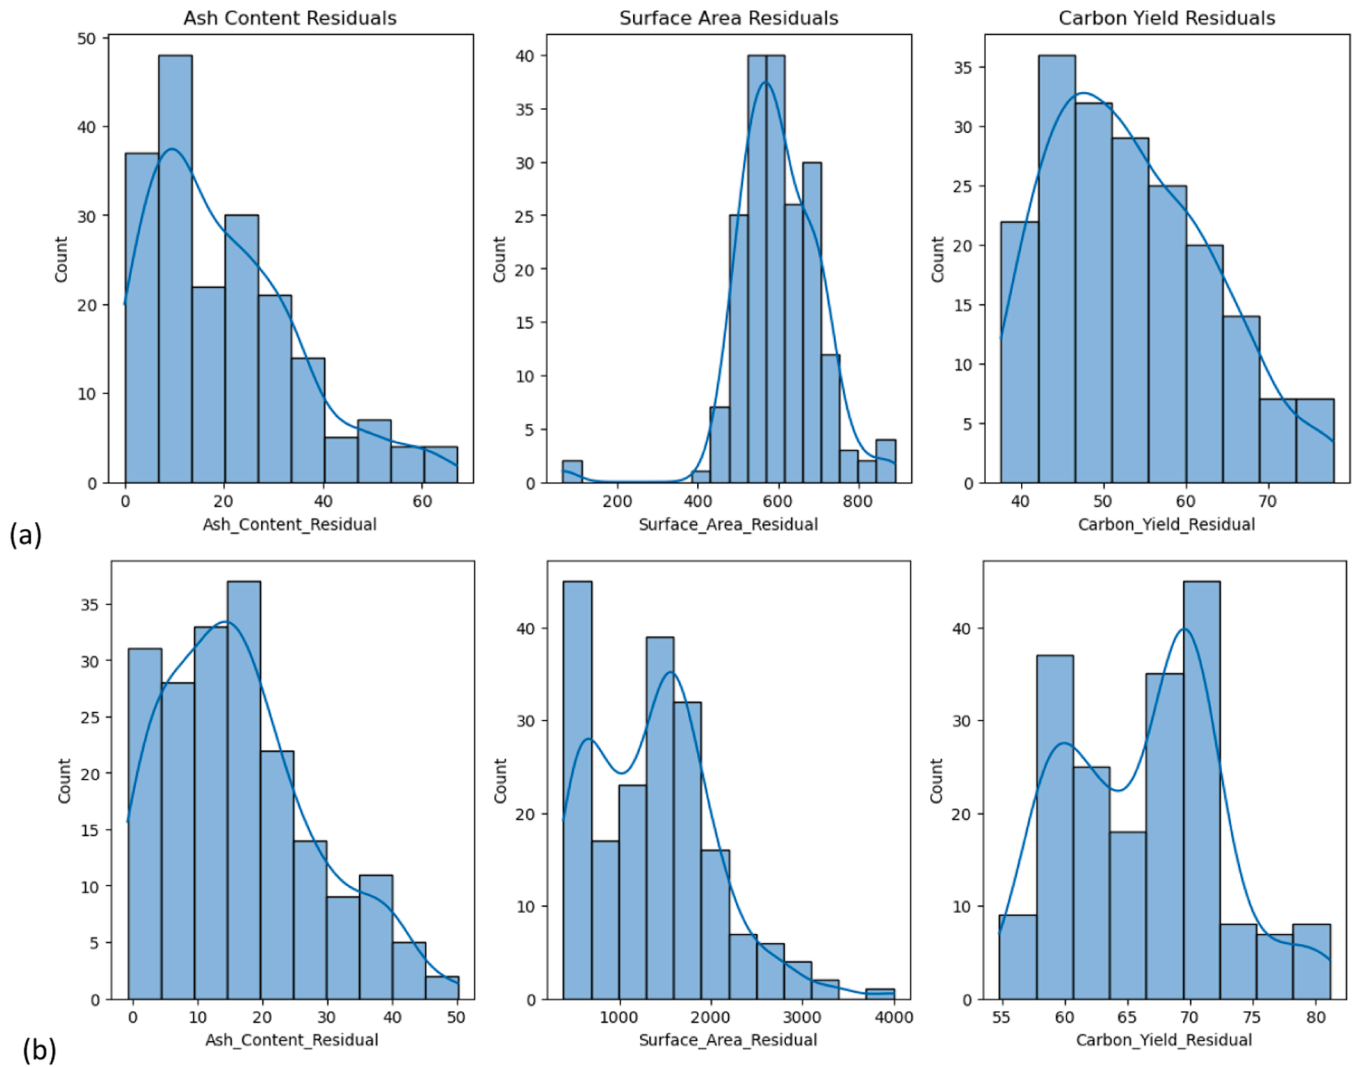 Ash Content Residuals
50
40
30
20
10
0
Count
0 20 40 60
Ash_Content_Residual
Surface Area Residuals
40
35
30
25
20
15
10
5
0
Count
200 400 600 800
Surface_Area_Residual
Carbon Yield Residuals
35
30
25
20
15
10
5
0
Count
40 50 60 70
Carbon_Yield_Residual
(a)
35
30
25
20
15
10
5
0
Count
0 10 20 30 40 50
Ash_Content_Residual
40
30
20
10
0
Count
1000 2000 3000 4000
Surface_Area_Residual
40
30
20
10
0
Count
55 60 65 70 75 80
Carbon_Yield_Residual
(b)